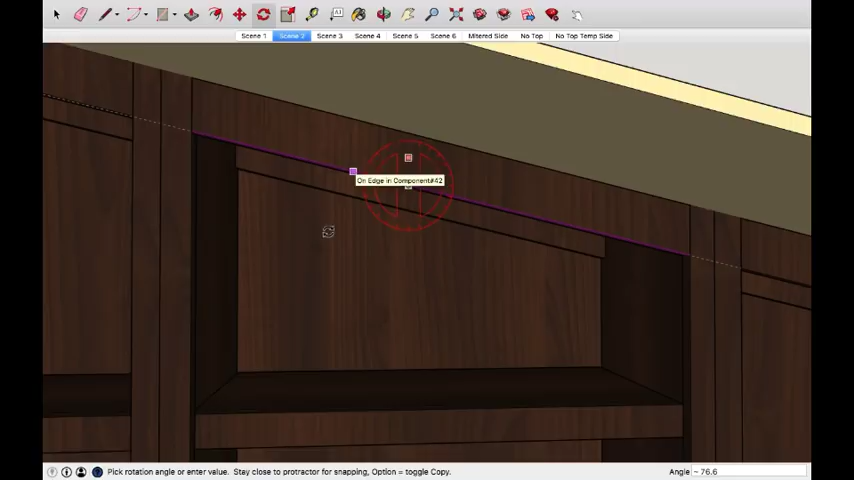 Scene 1 Scene 2 Scene 3 Scene 4 Scene 5 Scene 6 Mitered Side No Top No Top Temp Side
On Edge in Component#42
Pick rotation angle or enter value. Stay close to protractor for snapping, Option = toggle Copy. Angle ~ 76.6